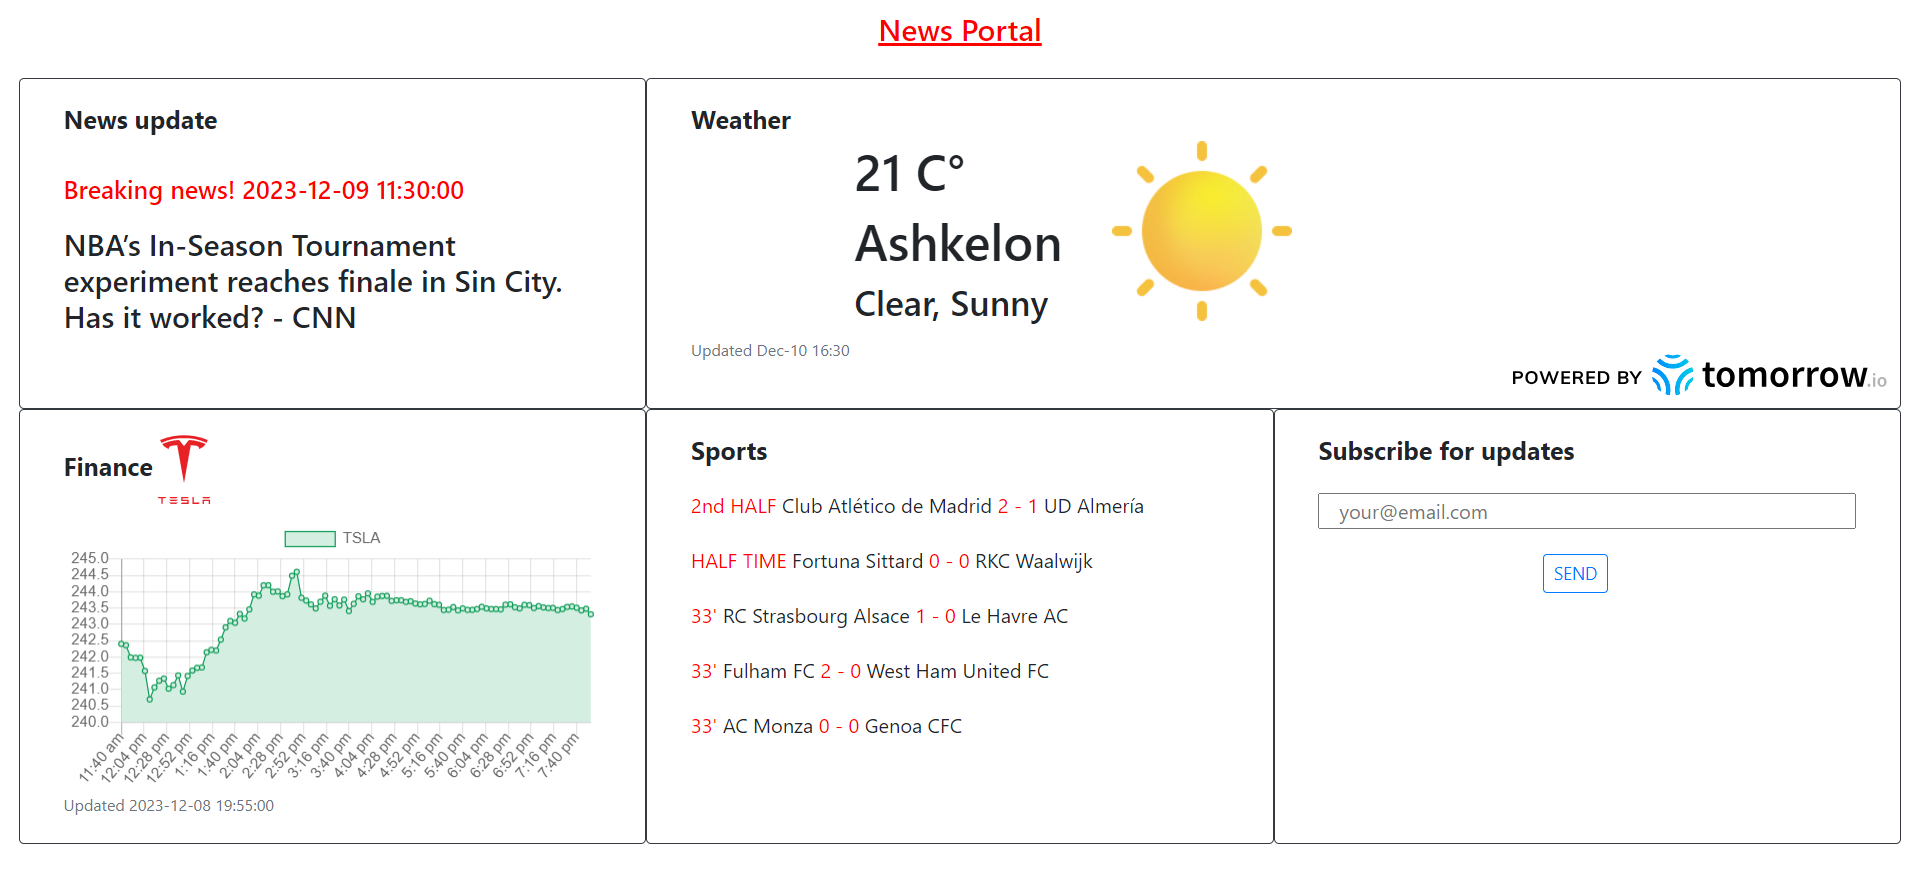 News Portal
News update
Breaking news! 2023-12-09 11:30:00
NBA’s In-Season Tournament
experiment reaches finale in Sin City.
Has it worked? - CNN
Weather
21 C°
Ashkelon
Clear, Sunny
Updated Dec-10 16:30
POWERED BY tomorrow.io
Finance
TESLA
TSLA
245.0
244.5
244.0
243.5
243.0
242.5
242.0
241.5
241.0
240.5
240.0
11:40 am
12:04 pm
12:28 pm
12:52 pm
1:16 pm
1:40 pm
2:04 pm
2:28 pm
2:52 pm
3:16 pm
3:40 pm
4:04 pm
4:28 pm
4:52 pm
5:16 pm
5:40 pm
6:04 pm
6:28 pm
6:52 pm
7:16 pm
7:40 pm
Updated 2023-12-08 19:55:00
Sports
2nd HALF Club Atlético de Madrid 2 - 1 UD Almería
HALF TIME Fortuna Sittard 0 - 0 RKC Waalwijk
33' RC Strasbourg Alsace 1 - 0 Le Havre AC
33' Fulham FC 2 - 0 West Ham United FC
33' AC Monza 0 - 0 Genoa CFC
Subscribe for updates
your@email.com
SEND